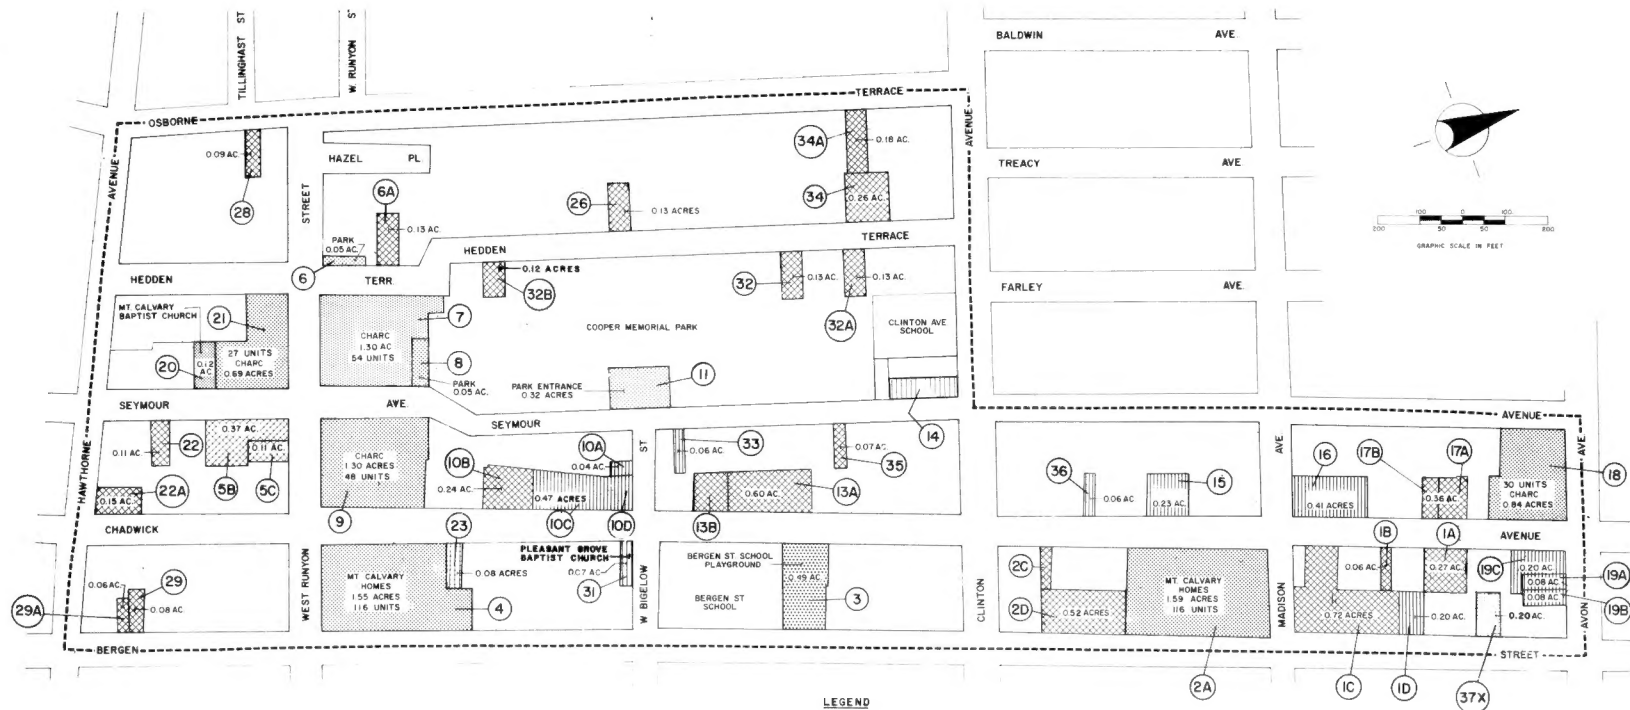 BALDWIN AVE.
TILLINGHAST ST
W. RUNYON ST
OSBORNE
TERRACE
AVENUE
AVENUE
0.09 AC.
28
STREET
HAZEL PL.
6A
0.13 AC.
PARK
0.05 AC.
6
26
0.13 ACRES
34A
0.18 AC.
34
0.26 AC.
TREACY AVE
100 0 100
200 50 50 200
GRAPHIC SCALE IN FEET
HEDDEN
TERR
HEDDEN
TERRACE
0.12 ACRES
32B
32
0.13 AC.
0.13 AC.
32A
FARLEY AVE.
MT. CALVARY
BAPTIST CHURCH
21
20
0.12
AC
27 UNITS
CHARC
0.69 ACRES
7
CHARC
1.30 AC
54 UNITS
8
PARK
0.05 AC.
COOPER MEMORIAL PARK
PARK ENTRANCE
0.32 ACRES
11
CLINTON AVE
SCHOOL
14
SEYMOUR
AVE.
SEYMOUR
AVENUE
HAWTHORNE
0.11 AC.
22
0.37 AC.
0.11 AC.
5B
5C
22A
0.15 AC.
CHARC
1.30 ACRES
48 UNITS
9
10B
0.24 AC.
10A
0.04 AC.
0.47 ACRES
10C
10D
ST
0.06 AC.
33
0.07 AC.
35
0.60 AC.
13A
13B
36
0.06 AC.
15
0.23 AC.
AVE
16
0.41 ACRES
17B
17A
0.36 AC.
30 UNITS
CHARC
0.84 ACRES
18
AVE.
CHADWICK
AVENUE
WEST RUNYON
23
0.08 ACRES
MT. CALVARY
HOMES
1.55 ACRES
116 UNITS
4
PLEASANT GROVE
BAPTIST CHURCH
0.07 AC.
31
W. BIGELOW
BERGEN ST. SCHOOL
PLAYGROUND
0.49 AC.
BERGEN ST
SCHOOL
3
CLINTON
2C
2D
0.52 ACRES
MT. CALVARY
HOMES
1.59 ACRES
116 UNITS
2A
MADISON
1B
0.06 AC.
1A
0.27 AC.
19C
0.20 AC.
0.08 AC.
0.08 AC.
19A
19B
0.72 ACRES
0.20 AC.
0.20 AC.
1C
1D
37X
AVON
29
0.06 AC.
29A
0.08 AC.
BERGEN
STREET
LEGEND